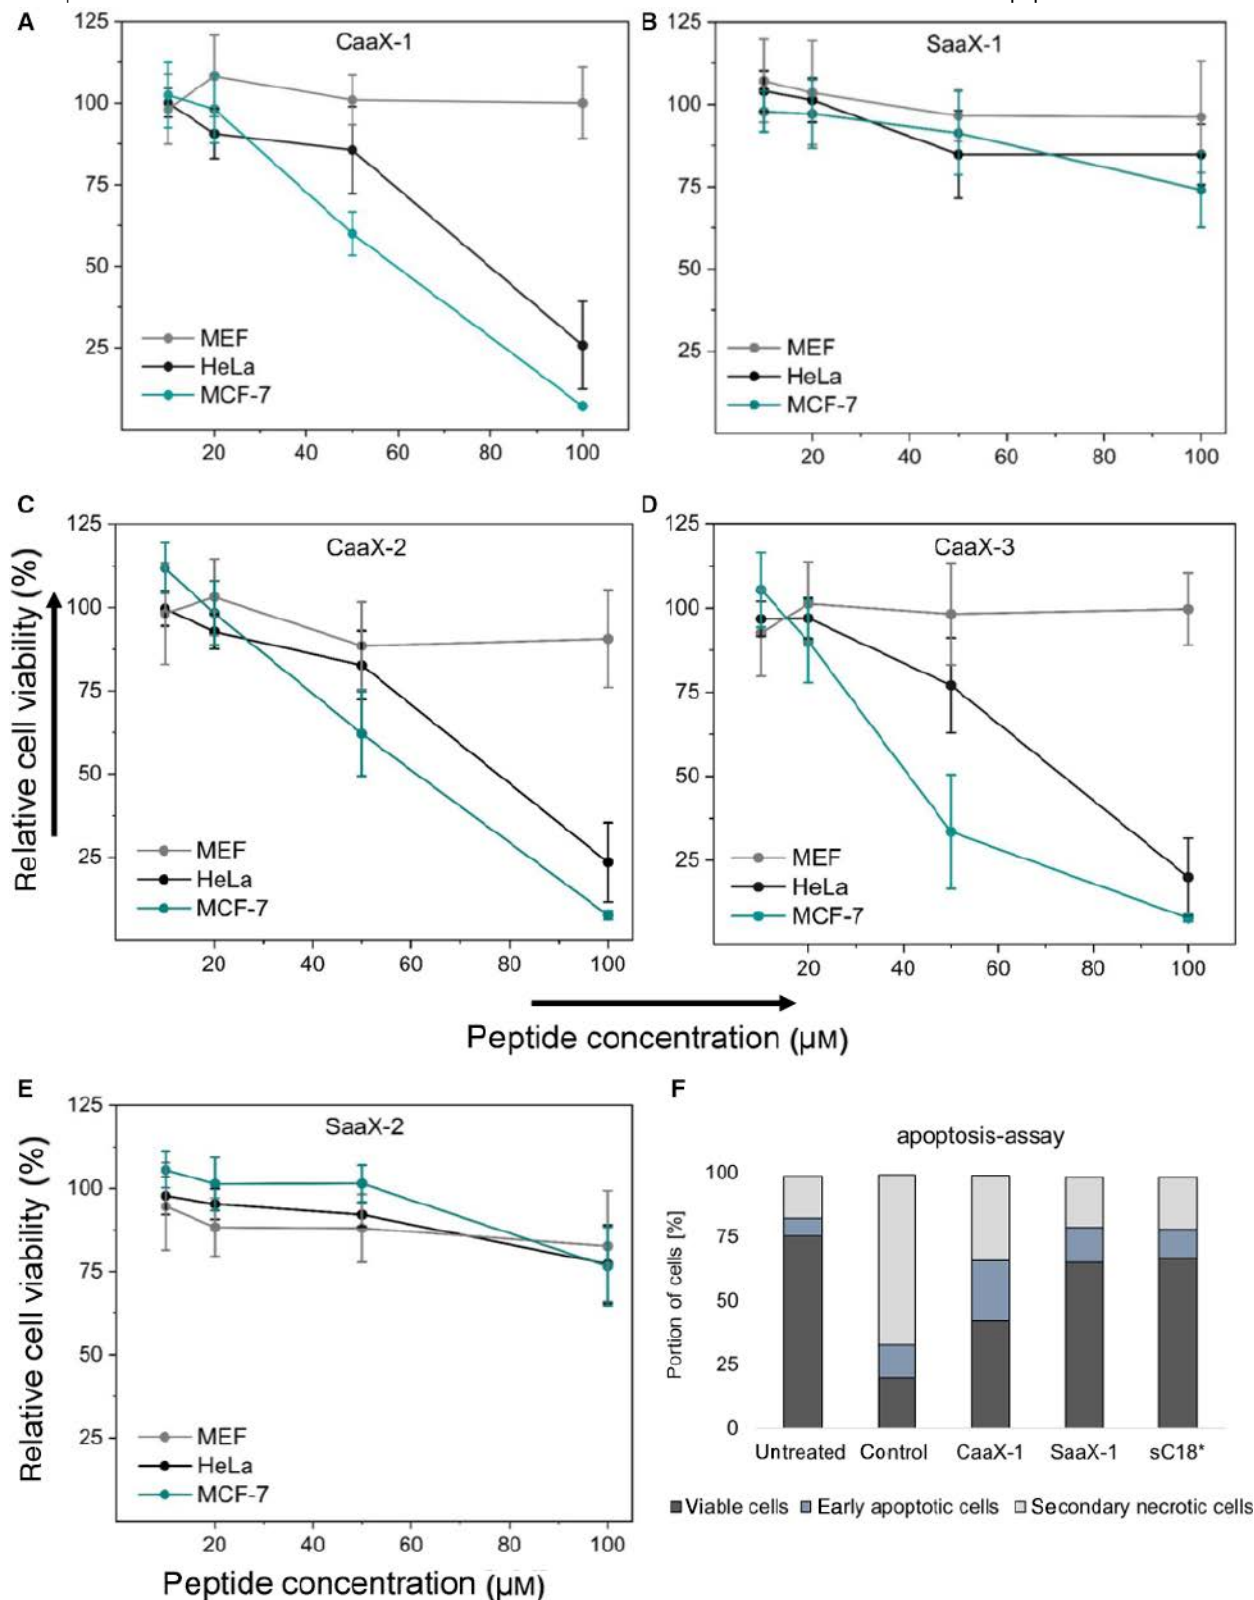 A
CaaX-1
125
100
75
50
25
MEF
HeLa
MCF-7
20 40 60 80 100
B
SaaX-1
125
100
75
50
25
MEF
HeLa
MCF-7
20 40 60 80 100
C
CaaX-2
125
100
75
50
25
MEF
HeLa
MCF-7
20 40 60 80 100
Relative cell viability (%)
D
CaaX-3
125
100
75
50
25
MEF
HeLa
MCF-7
20 40 60 80 100
Peptide concentration (μM)
E
SaaX-2
125
100
75
50
25
MEF
HeLa
MCF-7
20 40 60 80 100
Relative cell viability (%)
Peptide concentration (μM)
F
apoptosis-assay
Portion of cells [%]
100
75
50
25
0
Untreated Control CaaX-1 SaaX-1 sC18*
Viable cells Early apoptotic cells Secondary necrotic cells